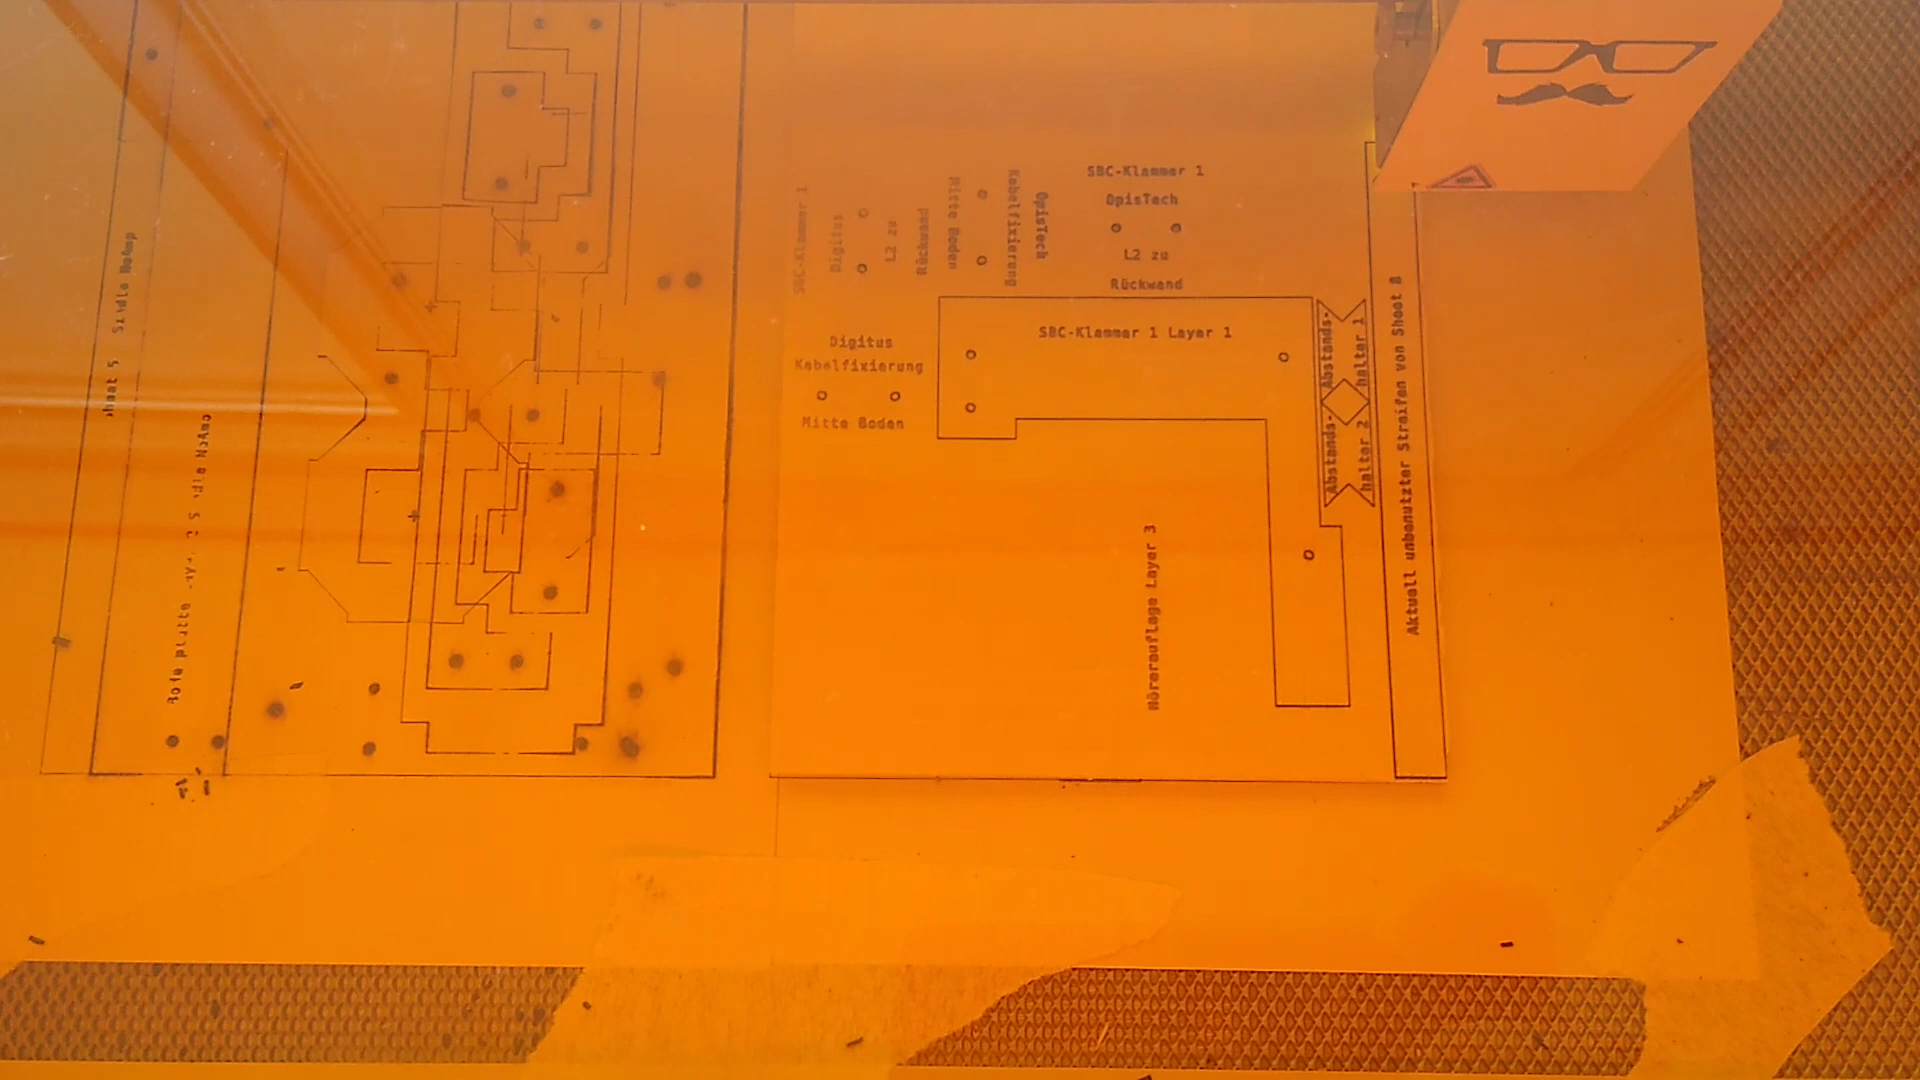 SBC-Klammer 1
OpisTech
L2 zu
Rückwand
SBC-Klammer 1
Digitus
L2 zu
Rückwand
Mitte Boden
Kabelfixierung
OpisTech
Digitus
Kabelfixierung
Mitte Boden
SBC-Klammer 1 Layer 1
Abstands-
halter 1
Abstands-
halter 2
Aktuell unbenutzter Streifen von Sheet 8
Hörerauflage Layer 3